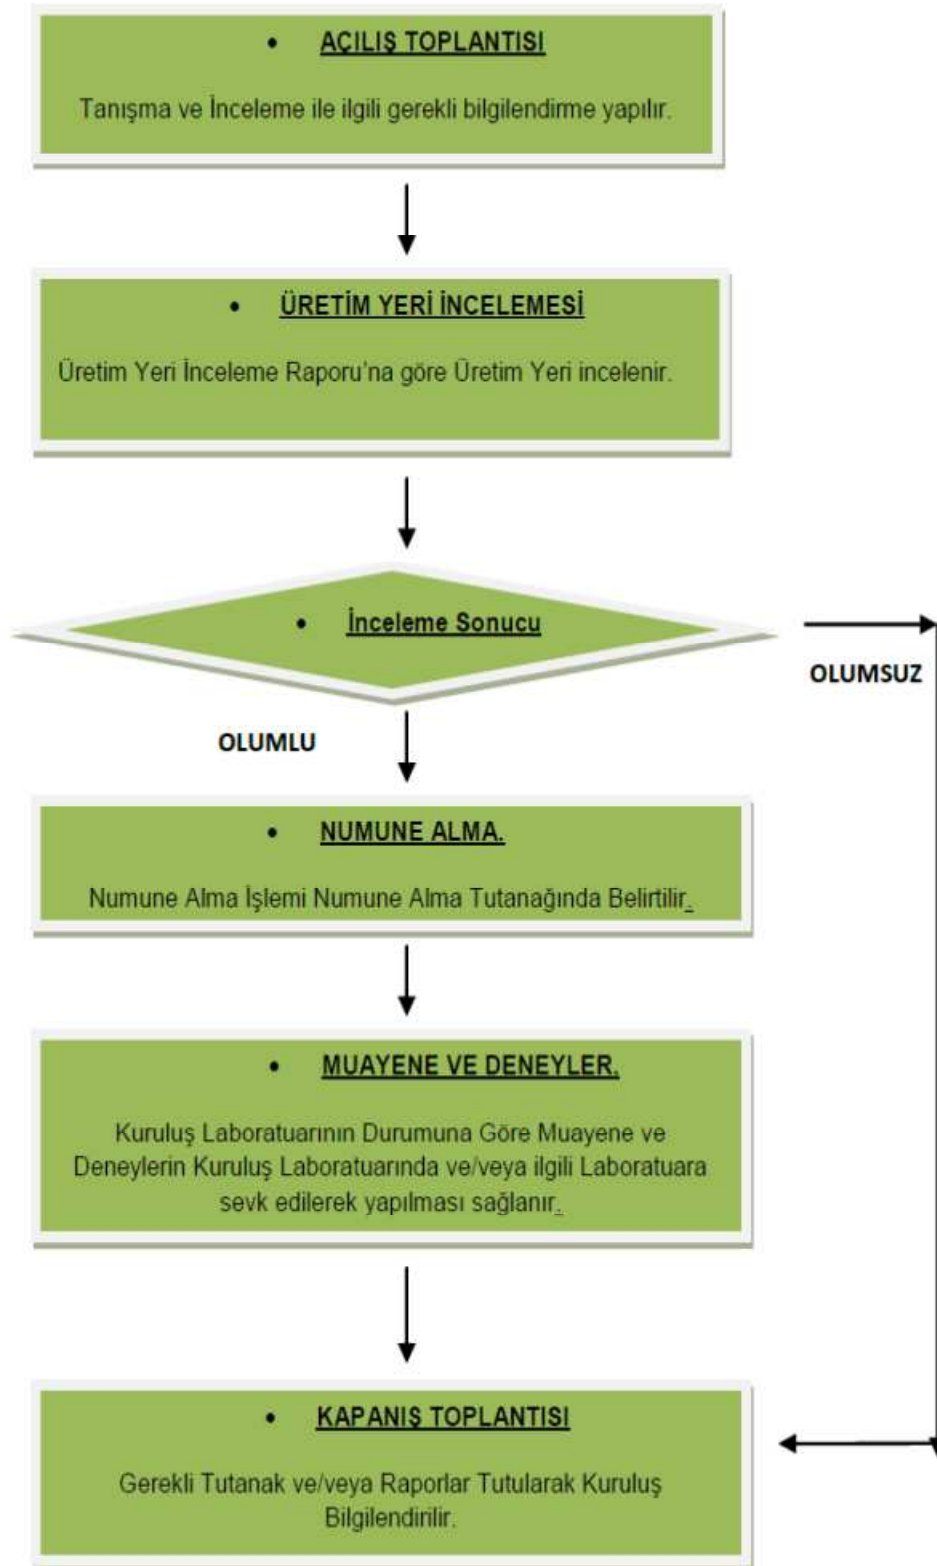 • AÇILIŞ TOPLANTISI
Tanışma ve İnceleme ile ilgili gerekli bilgilendirme yapılır.
• ÜRETİM YERİ İNCELEMESİ
Üretim Yeri İnceleme Raporu’na göre Üretim Yeri incelenir.
• İnceleme Sonucu
OLUMSUZ
OLUMLU
• NUMUNE ALMA.
Numune Alma İşlemi Numune Alma Tutanağında Belirtilir.
• MUAYENE VE DENEYLER.
Kuruluş Laboratuarının Durumuna Göre Muayene ve
Deneylerin Kuruluş Laboratuarında ve/veya ilgili Laboratuara
sevk edilerek yapılması sağlanır.
• KAPANIŞ TOPLANTISI
Gerekli Tutanak ve/veya Raporlar Tutularak Kuruluş
Bilgilendirilir.